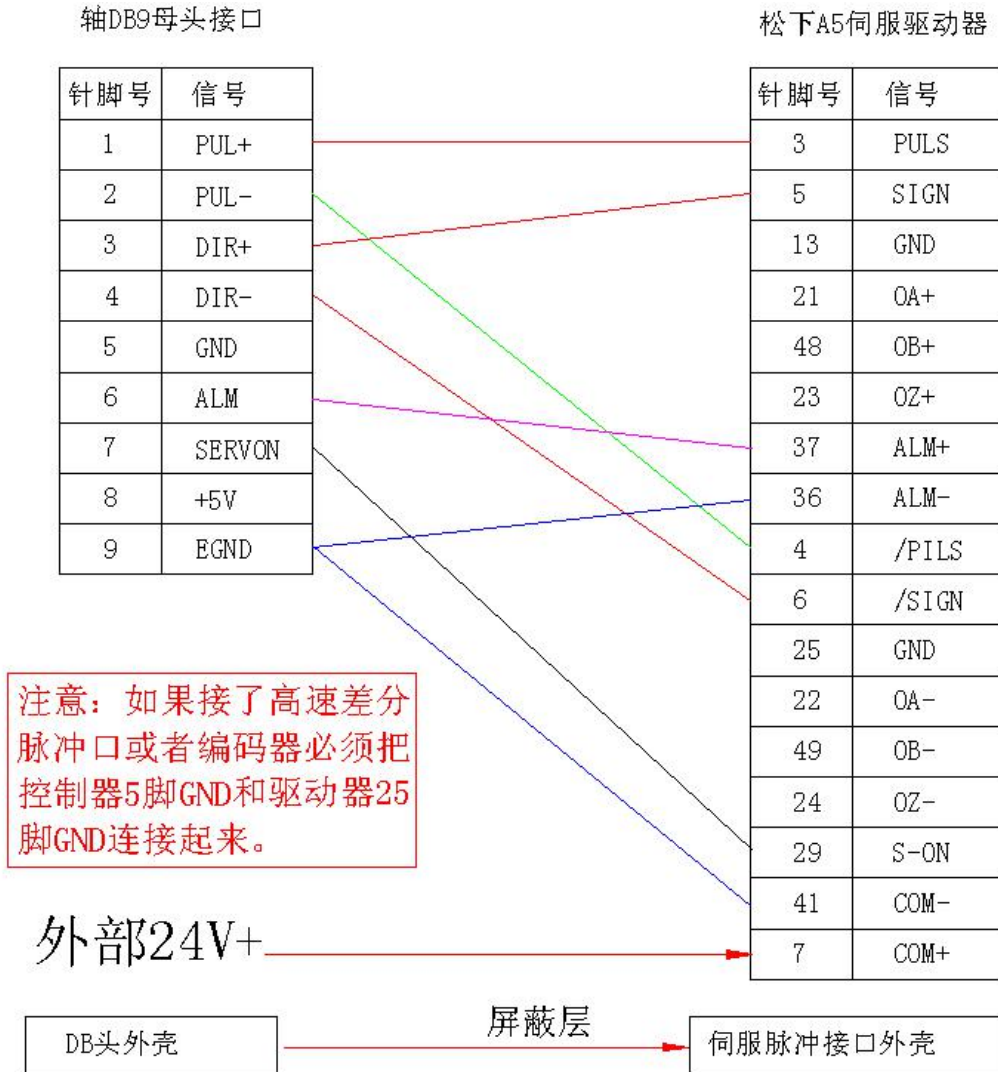 轴DB9母头接口
松下A5伺服驱动器
针脚号 信号
1 PUL+
2 PUL-
3 DIR+
4 DIR-
5 GND
6 ALM
7 SERVON
8 +5V
9 EGND
针脚号 信号
3 PULS
5 SIGN
13 GND
21 OA+
48 OB+
23 OZ+
37 ALM+
36 ALM-
4 /PILS
6 /SIGN
25 GND
22 OA-
49 OB-
24 OZ-
29 S-ON
41 COM-
7 COM+
注意：如果接了高速差分
脉冲口或者编码器必须把
控制器5脚GND和驱动器25
脚GND连接起来。
外部24V+
DB头外壳
屏蔽层
伺服脉冲接口外壳